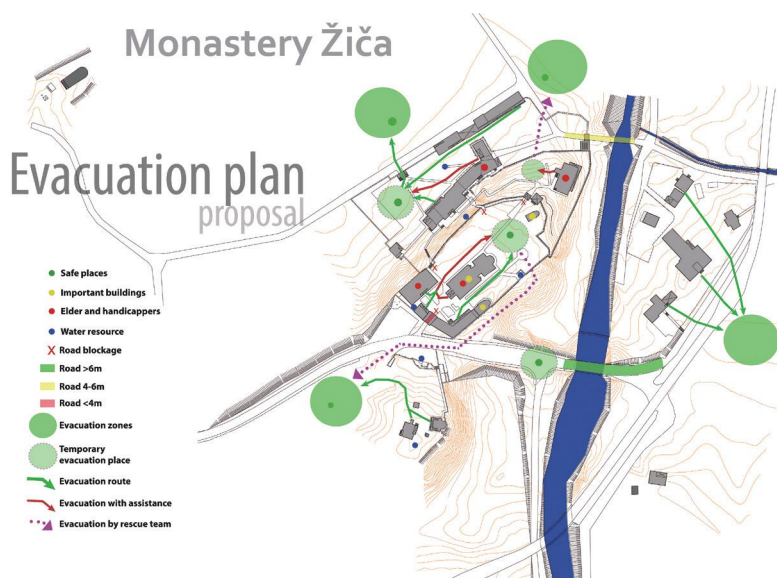 Monastery Žiča
Evacuation plan
proposal
Safe places
Important buildings
Elder and handicappers
Water resource
Road blockage
Road >6m
Road 4-6m
Road <4m
Evacuation zones
Temporary
evacuation place
Evacuation route
Evacuation with assistance
Evacuation by rescue team